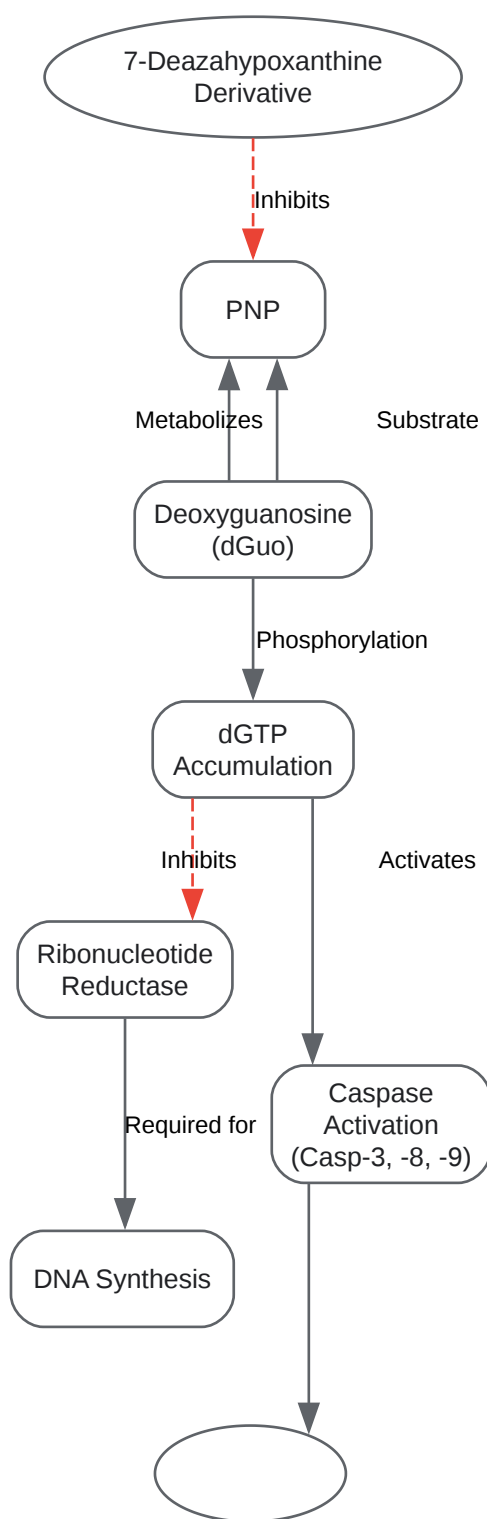 7-Deazahypoxanthine
Derivative
Inhibits
PNP
Metabolizes
Substrate
Deoxyguanosine
(dGuo)
Phosphorylation
dGTP
Accumulation
Inhibits
Activates
Ribonucleotide
Reductase
Caspase
Activation
(Casp-3, -8, -9)
Required for
DNA Synthesis